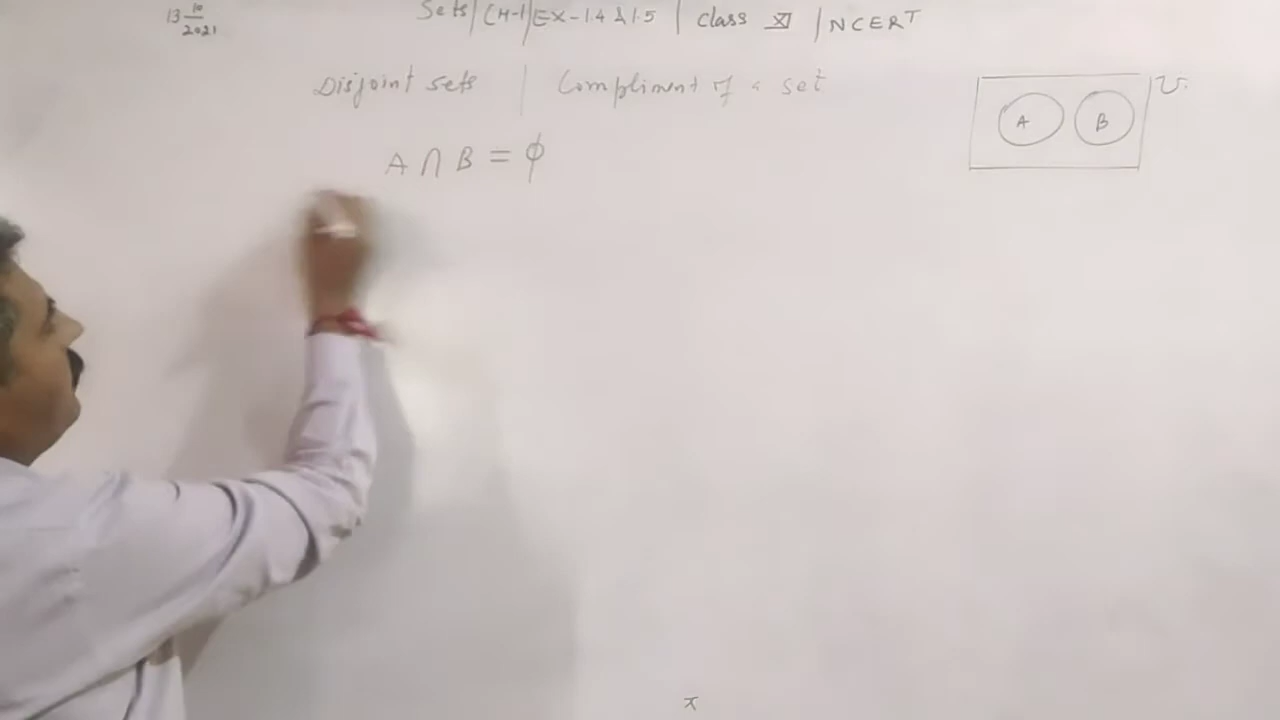 13 10/2021
Sets / CH-1 / EX-1.4 & 1.5 | class XI / NCERT
Disjoint sets | Compliment of a set
A B U
A ∩ B = ϕ
x